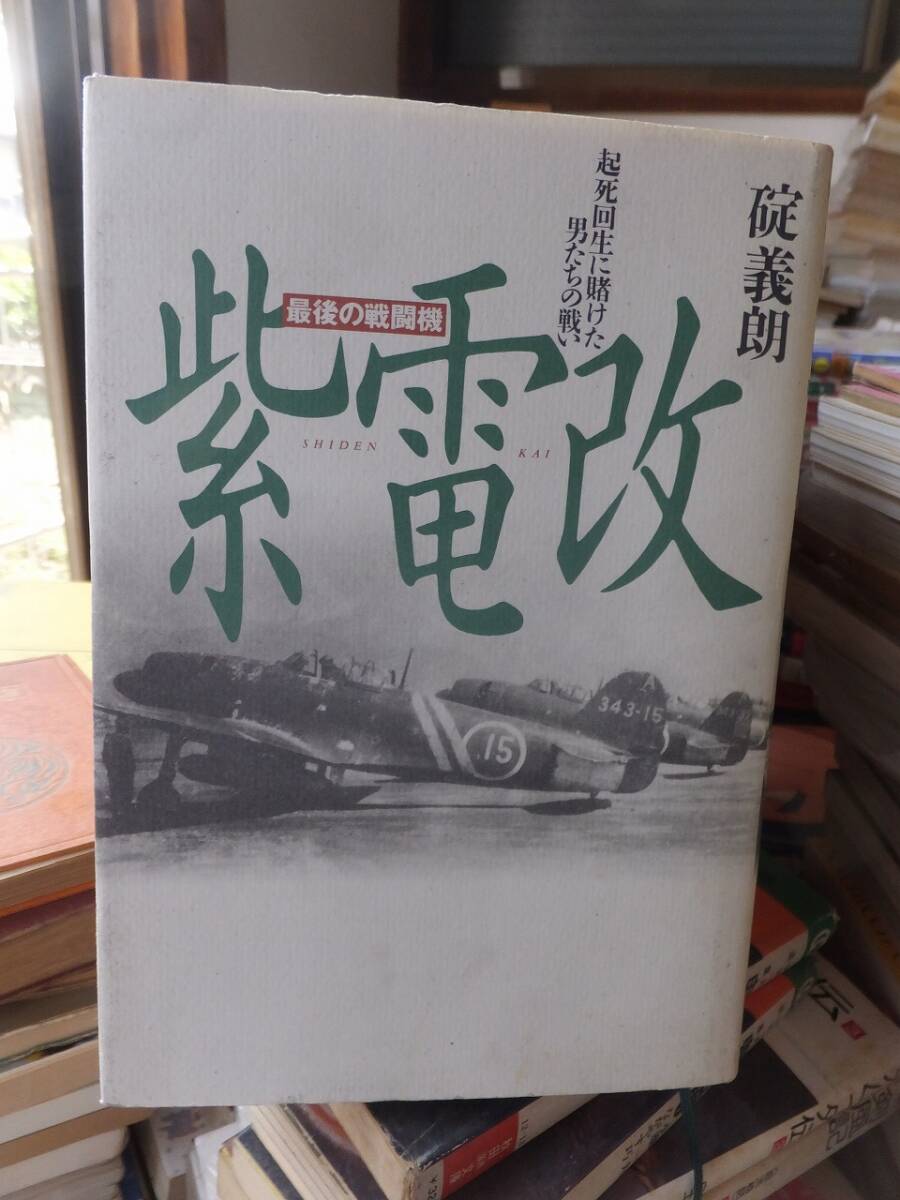 碇義朗
起死回生に賭けた
男たちの戦い
最後の戦闘機
紫電改
SHIDEN KAI
A
343-15
15
伝